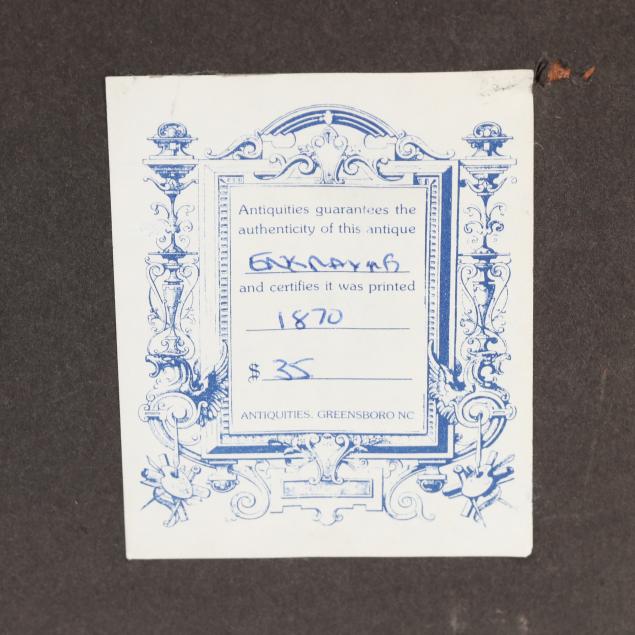 Antiquities guarantees the
authenticity of this antique
ENGRAVING
and certifies it was printed
1870
$ 35
ANTIQUITIES. GREENSBORO NC